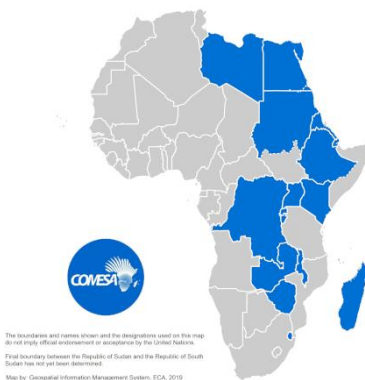 COMESA
The boundaries and names shown and the designations used on this map
do not imply official endorsement or acceptance by the United Nations.
Final boundary between the Republic of Sudan and the Republic of South
Sudan has not yet been determined.
Map by: Geospatial Information Management System, ECA, 2019